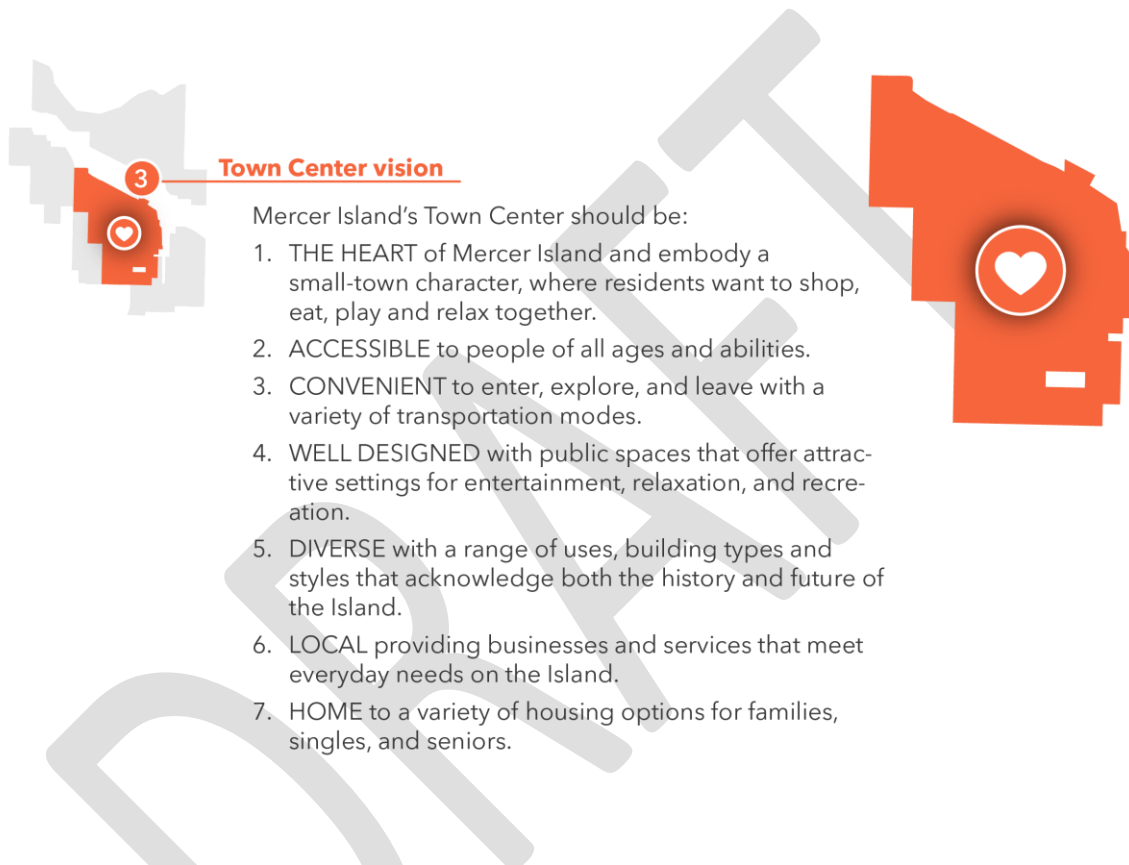 3
Town Center vision
Mercer Island's Town Center should be:
1. THE HEART of Mercer Island and embody a
small-town character, where residents want to shop,
eat, play and relax together.
2. ACCESSIBLE to people of all ages and abilities.
3. CONVENIENT to enter, explore, and leave with a
variety of transportation modes.
4. WELL DESIGNED with public spaces that offer attrac-
tive settings for entertainment, relaxation, and recre-
ation.
5. DIVERSE with a range of uses, building types and
styles that acknowledge both the history and future of
the Island.
6. LOCAL providing businesses and services that meet
everyday needs on the Island.
7. HOME to a variety of housing options for families,
singles, and seniors.
DRAFT